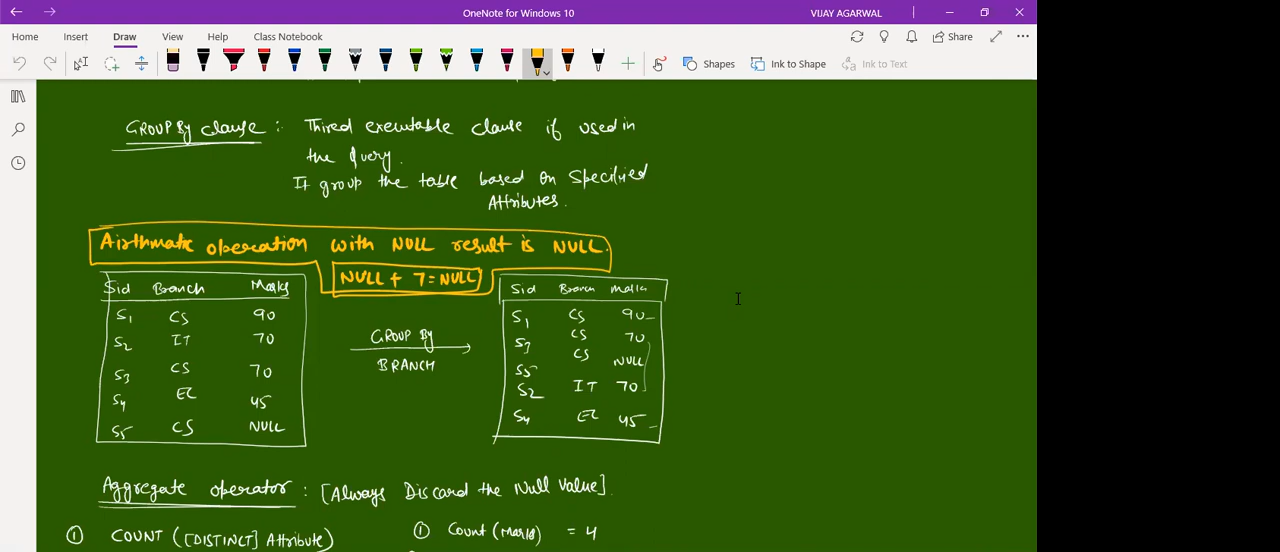 OneNote for Windows 10
VIJAY AGARWAL
Home Insert Draw View Help Class Notebook
Share
Shapes Ink to Shape Ink to Text
GROUP By clause :- Thired executable clause if used in
the Query.
It group the table based on Specified
Attributes.
Airthmatic operation with NULL result is NULL.
NULL + 7 = NULL
Sid Branch Marks
S1 CS 90
S2 IT 70
S3 CS 70
S4 EC 45
S5 CS NULL
GROUP By
BRANCH
Sid Branch Marks
S1 CS 90
S3 CS 70
S5 CS NULL
S2 IT 70
S4 EC 45
Aggregate operator : [Always Discard the Null Value].
① COUNT ([DISTINCT] Attribute)
① Count (Marks) = 4